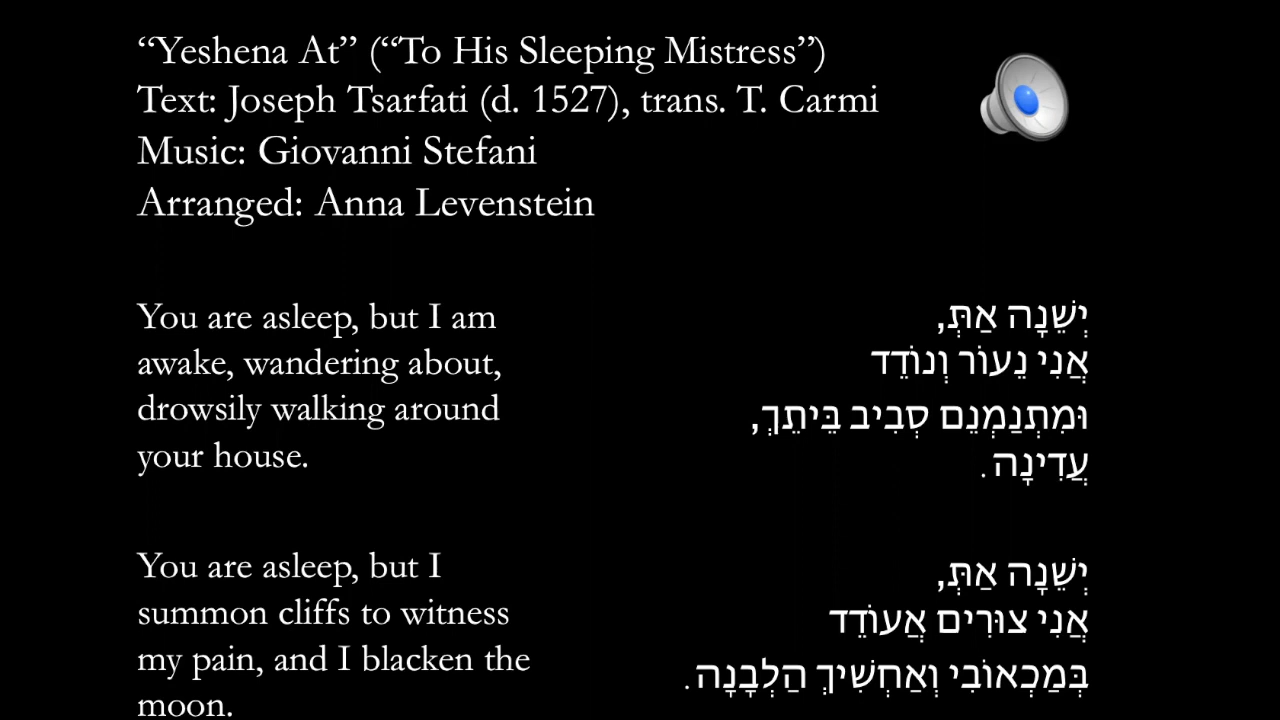 “Yeshena At” (“To His Sleeping Mistress”)
Text: Joseph Tsarfati (d. 1527), trans. T. Carmi
Music: Giovanni Stefani
Arranged: Anna Levenstein
You are asleep, but I am
awake, wandering about,
drowsily walking around
your house.
יְשֵׁנָה אַתְּ,
אֲנִי נֵעוֹר וְנוֹדֵד
וּמִתְנַמְנֵם סְבִיב בֵּיתֵךְ,
עֲדִינָה.
You are asleep, but I
summon cliffs to witness
my pain, and I blacken the
moon.
יְשֵׁנָה אַתְּ,
אֲנִי צוּרִים אֲעוֹדֵד
בְּמַכְאוֹבִי וְאַחְשִׁיךְ הַלְבָנָה.